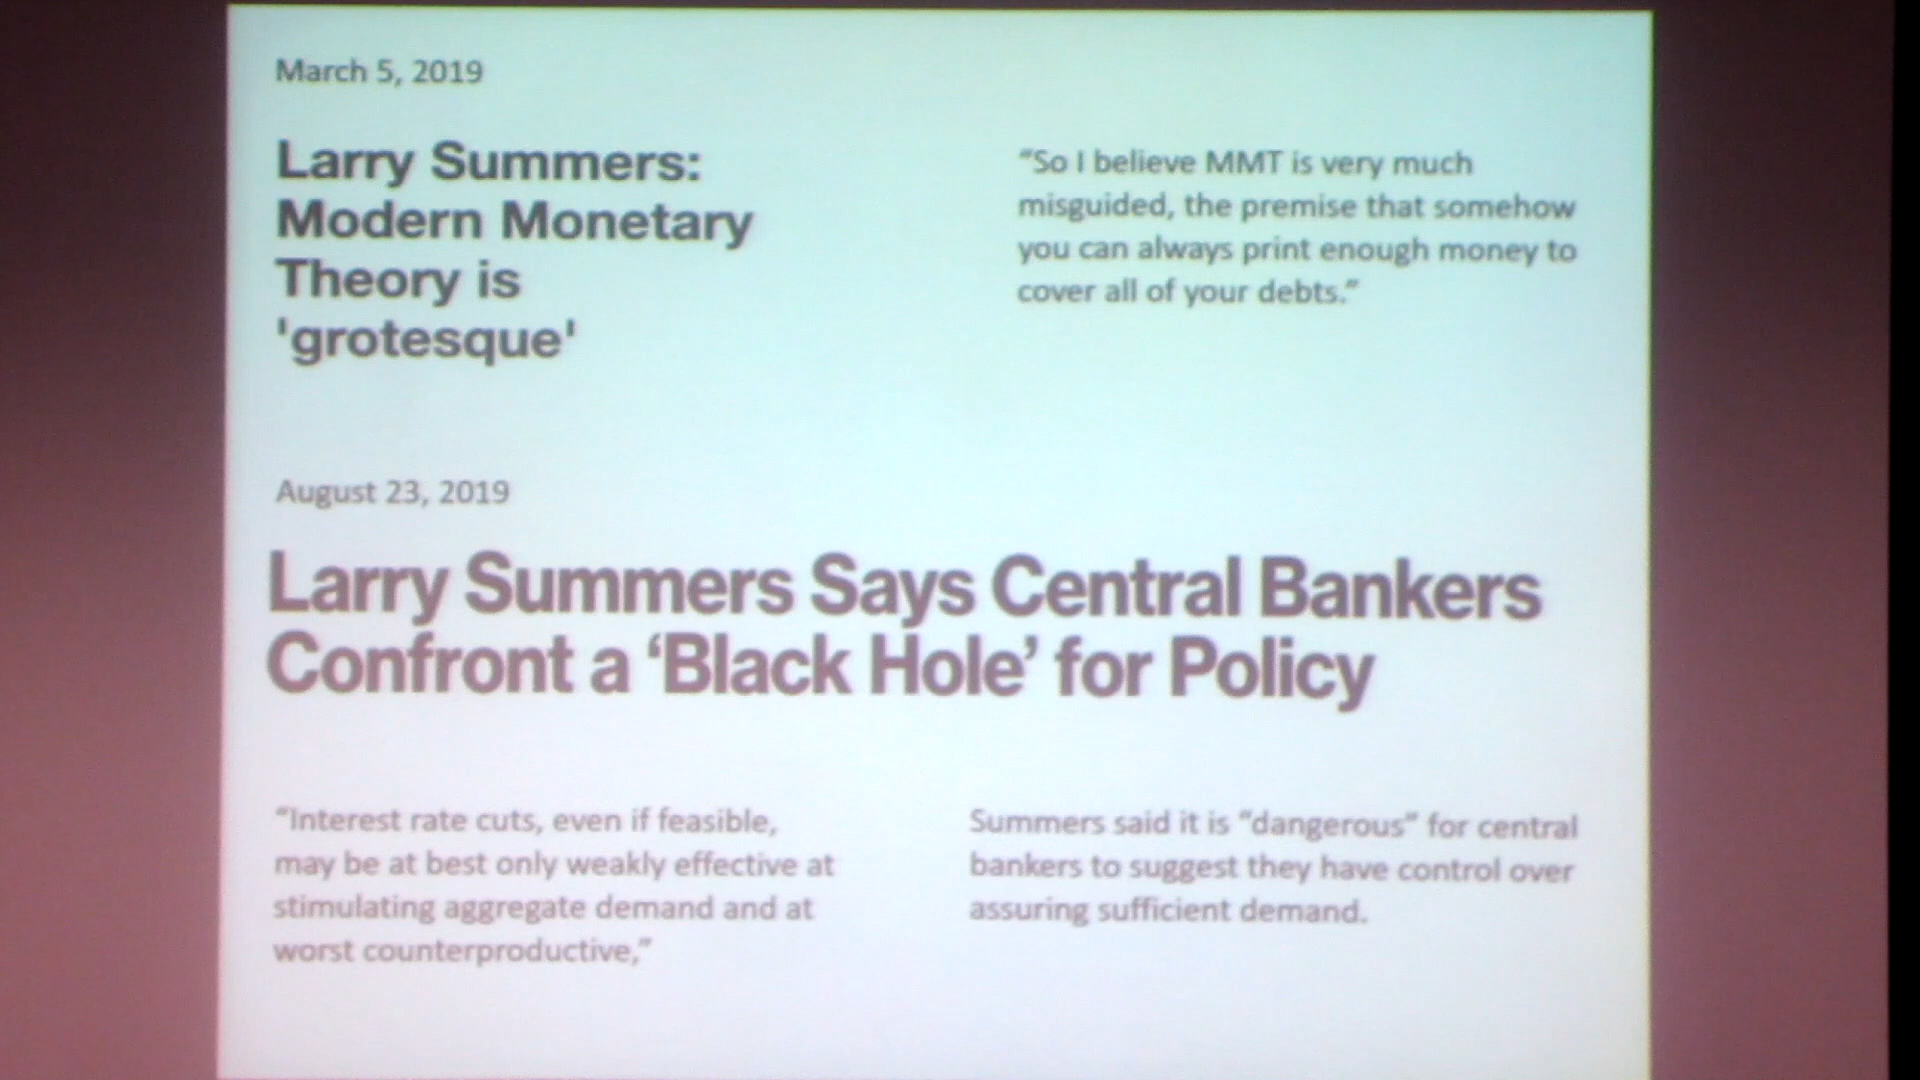 March 5, 2019
Larry Summers:
Modern Monetary
Theory is
'grotesque'
“So I believe MMT is very much
misguided, the premise that somehow
you can always print enough money to
cover all of your debts.”
August 23, 2019
Larry Summers Says Central Bankers
Confront a ‘Black Hole’ for Policy
“Interest rate cuts, even if feasible,
may be at best only weakly effective at
stimulating aggregate demand and at
worst counterproductive,”
Summers said it is “dangerous” for central
bankers to suggest they have control over
assuring sufficient demand.